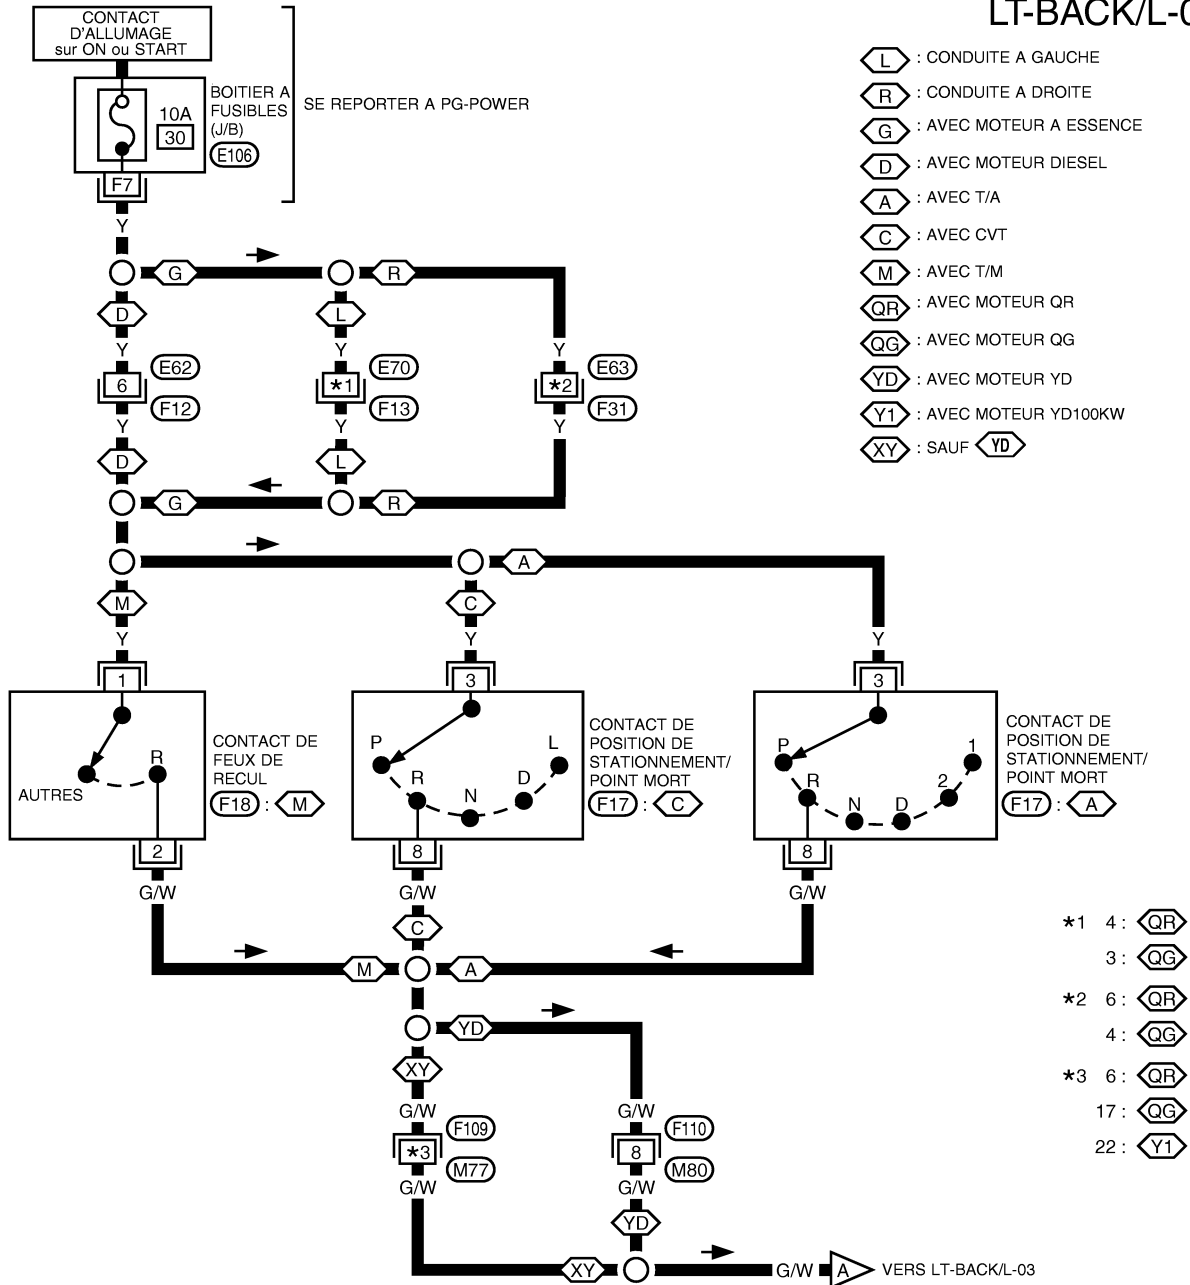 LT-BACK/L-0
CONTACT
D'ALLUMAGE
sur ON ou START
BOITIER A
FUSIBLES
(J/B)
E106
10A
30
F7
SE REPORTER A PG-POWER
L : CONDUITE A GAUCHE
R : CONDUITE A DROITE
G : AVEC MOTEUR A ESSENCE
D : AVEC MOTEUR DIESEL
A : AVEC T/A
C : AVEC CVT
M : AVEC T/M
QR : AVEC MOTEUR QR
QG : AVEC MOTEUR QG
YD : AVEC MOTEUR YD
Y1 : AVEC MOTEUR YD100KW
XY : SAUF YD
Y
G R
D L
Y Y Y
6 E62 *1 E70 *2 E63
F12 F13 F31
Y Y Y
D L
G R
A
M C
Y Y Y
1 3 3
AUTRES R
CONTACT DE
FEUX DE
RECUL
F18 : M
P R N D L
CONTACT DE
POSITION DE
STATIONNEMENT/
POINT MORT
F17 : C
P R N D 2 1
CONTACT DE
POSITION DE
STATIONNEMENT/
POINT MORT
F17 : A
2 8 8
G/W G/W G/W
C
M A
YD
XY
G/W G/W
*3 F109 8 F110
M77 M80
G/W G/W
YD
XY G/W A VERS LT-BACK/L-03
*1 4 : QR
3 : QG
*2 6 : QR
4 : QG
*3 6 : QR
17 : QG
22 : Y1